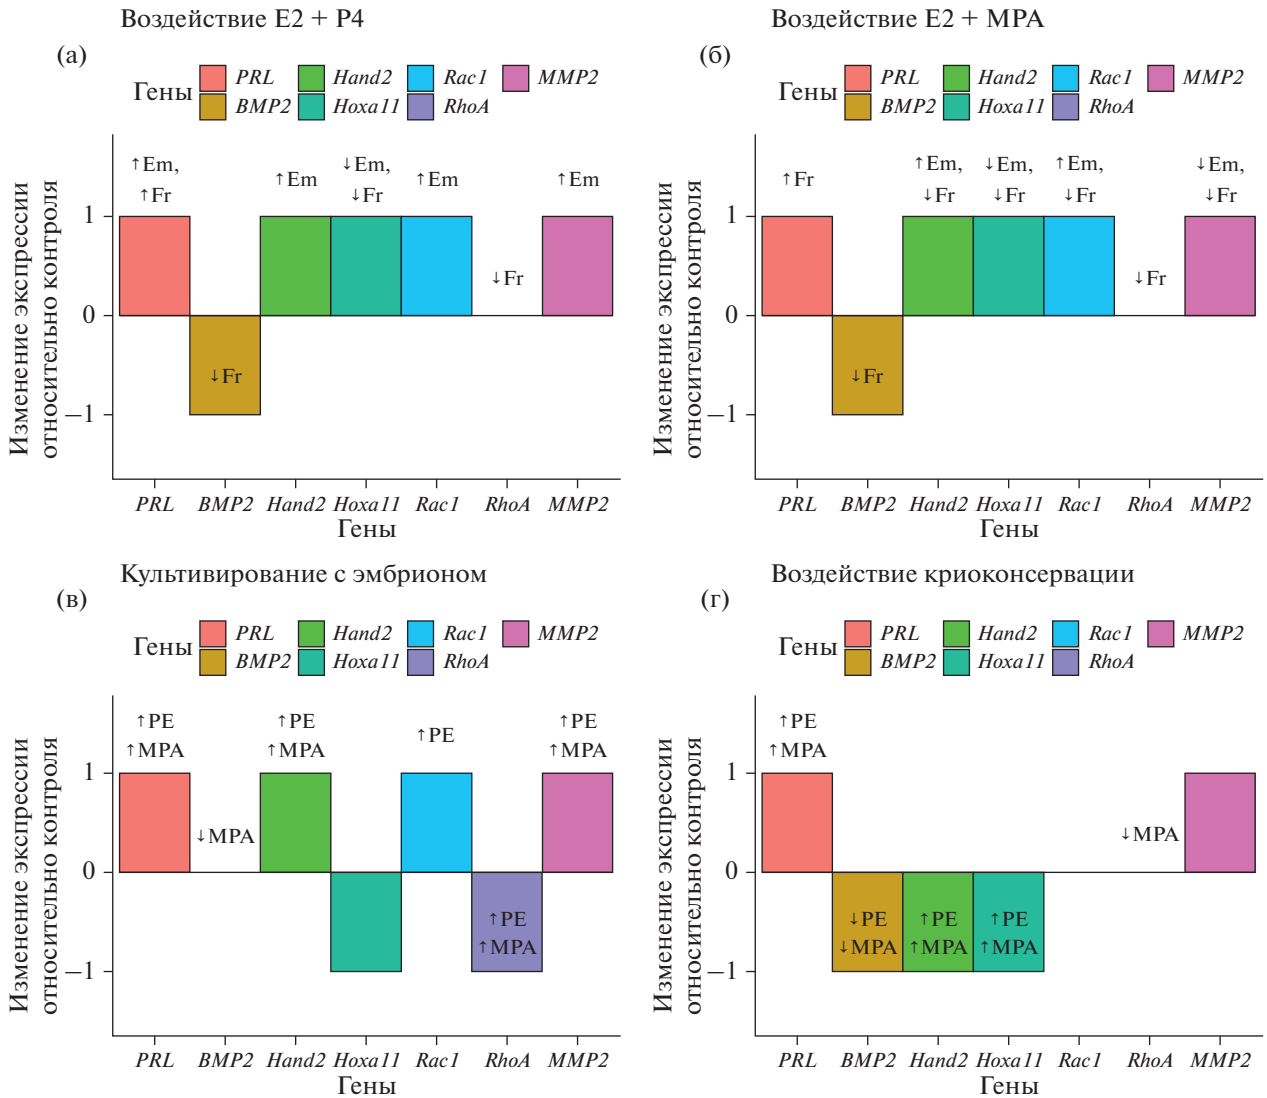 Воздействие E2 + P4
(а)
Гены PRL Hand2 Rac1 MMP2
BMP2 Hoxa11 RhoA
Изменение экспрессии
относительно контроля
1
0
−1
↑Em,
↑Fr
↓Fr
↑Em
↓Em,
↓Fr
↑Em
↓Fr
↑Em
PRL BMP2 Hand2 Hoxa11 Rac1 RhoA MMP2
Гены
Воздействие E2 + MPA
(б)
Гены PRL Hand2 Rac1 MMP2
BMP2 Hoxa11 RhoA
Изменение экспрессии
относительно контроля
1
0
−1
↑Fr
↓Fr
↑Em,
↓Fr
↓Em,
↓Fr
↑Em,
↓Fr
↓Fr
↓Em,
↓Fr
PRL BMP2 Hand2 Hoxa11 Rac1 RhoA MMP2
Гены
Культивирование с эмбрионом
(в)
Гены PRL Hand2 Rac1 MMP2
BMP2 Hoxa11 RhoA
Изменение экспрессии
относительно контроля
1
0
−1
↑PE
↑MPA
↓MPA
↑PE
↑MPA
↑PE
↑PE
↑MPA
↑PE
↑MPA
PRL BMP2 Hand2 Hoxa11 Rac1 RhoA MMP2
Гены
Воздействие криоконсервации
(г)
Гены PRL Hand2 Rac1 MMP2
BMP2 Hoxa11 RhoA
Изменение экспрессии
относительно контроля
1
0
−1
↑PE
↑MPA
↓PE
↓MPA
↑PE
↑MPA
↑PE
↑MPA
↓MPA
PRL BMP2 Hand2 Hoxa11 Rac1 RhoA MMP2
Гены